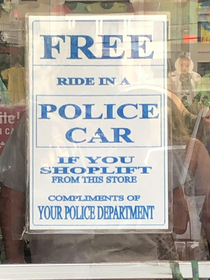 FREE
RIDE IN A
POLICE
CAR
IF YOU
SHOPLIFT
FROM THIS STORE
COMPLIMENTS OF
YOUR POLICE DEPARTMENT